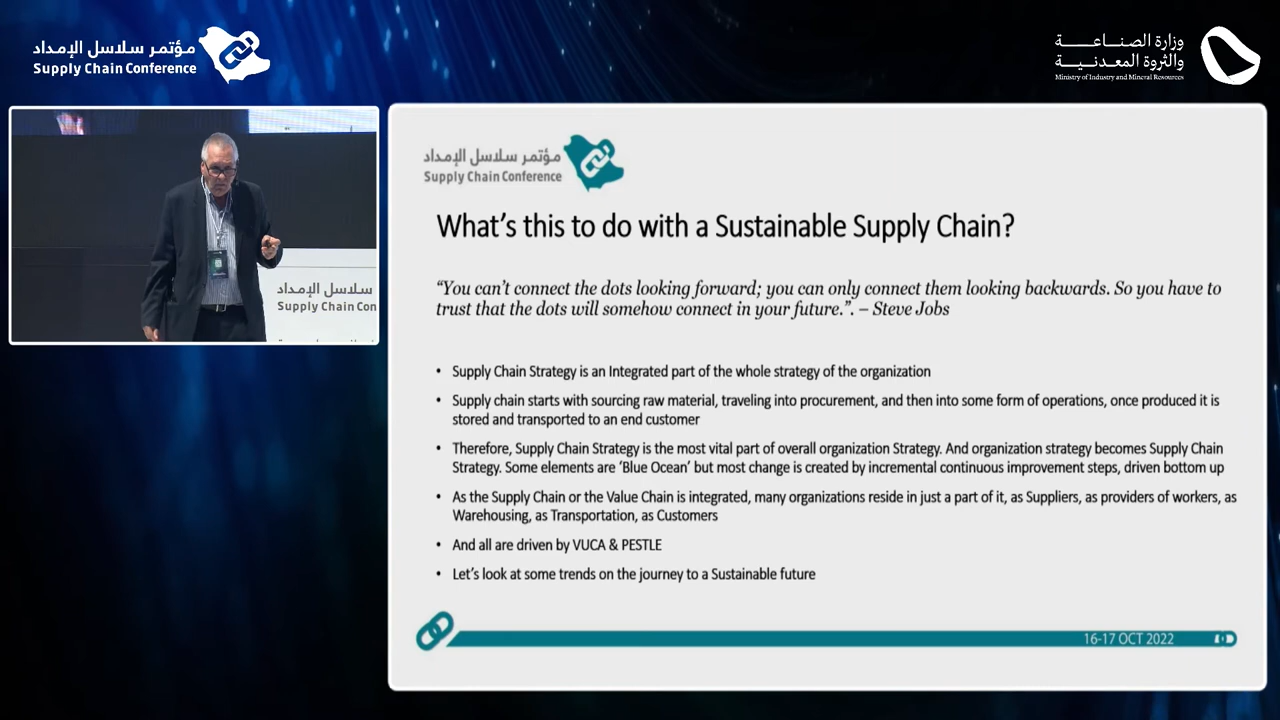 مؤتمر سلاسل الإمداد
Supply Chain Conference
وزارة الصناعة
والثروة المعدنية
Ministry of Industry and Mineral Resources
سلاسل الإمداد
Supply Chain Con
مؤتمر سلاسل الإمداد
Supply Chain Conference
What's this to do with a Sustainable Supply Chain?
“You can't connect the dots looking forward; you can only connect them looking backwards. So you have to
trust that the dots will somehow connect in your future.”. – Steve Jobs
• Supply Chain Strategy is an Integrated part of the whole strategy of the organization
• Supply chain starts with sourcing raw material, traveling into procurement, and then into some form of operations, once produced it is
stored and transported to an end customer
• Therefore, Supply Chain Strategy is the most vital part of overall organization Strategy. And organization strategy becomes Supply Chain
Strategy. Some elements are ‘Blue Ocean’ but most change is created by incremental continuous improvement steps, driven bottom up
• As the Supply Chain or the Value Chain is integrated, many organizations reside in just a part of it, as Suppliers, as providers of workers, as
Warehousing, as Transportation, as Customers
• And all are driven by VUCA & PESTLE
• Let's look at some trends on the journey to a Sustainable future
16-17 OCT 2022